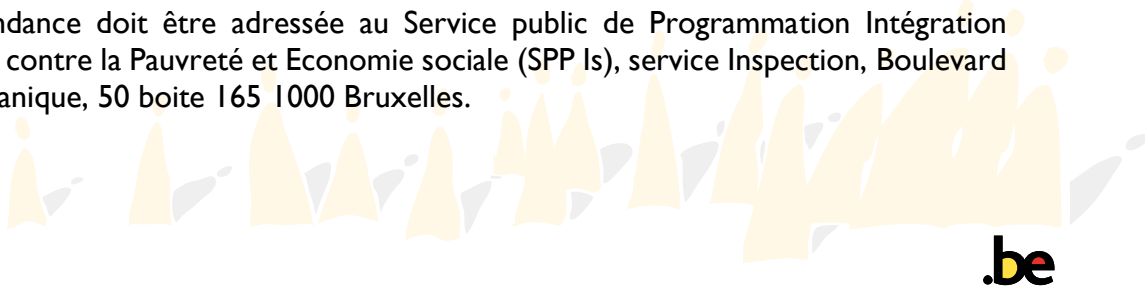 ndance doit être adressée au Service public de Programmation Intégration
contre la Pauvreté et Economie sociale (SPP Is), service Inspection, Boulevard
anique, 50 boite 165 1000 Bruxelles.
.be